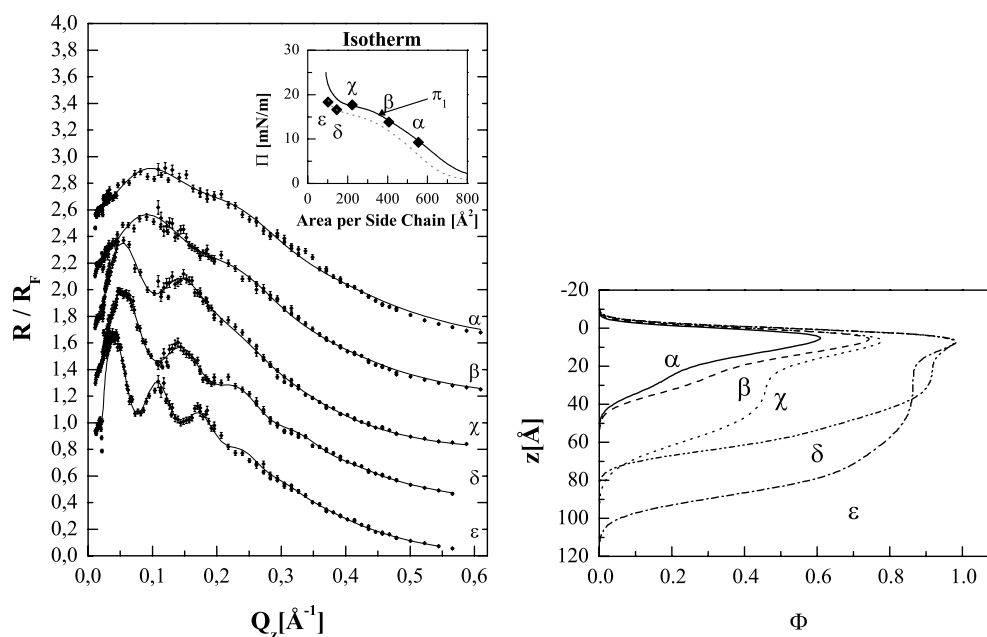 4,0
3,8
3,6
3,4
3,2
3,0
2,8
2,6
2,4
2,2
2,0
1,8
1,6
1,4
1,2
1,0
0,8
0,6
0,4
0,2
0,0
R / R_F
0,0 0,1 0,2 0,3 0,4 0,5 0,6
Q_z[Å⁻¹]
α
β
χ
δ
ε
Isotherm
30
20
10
0
Π [mN/m]
χ
β
π₁
α
ε
δ
0 200 400 600 800
Area per Side Chain [Å²]
-20
0
20
40
60
80
100
120
z[Å]
α
β
χ
δ
ε
0.0 0.2 0.4 0.6 0.8 1.0
Φ